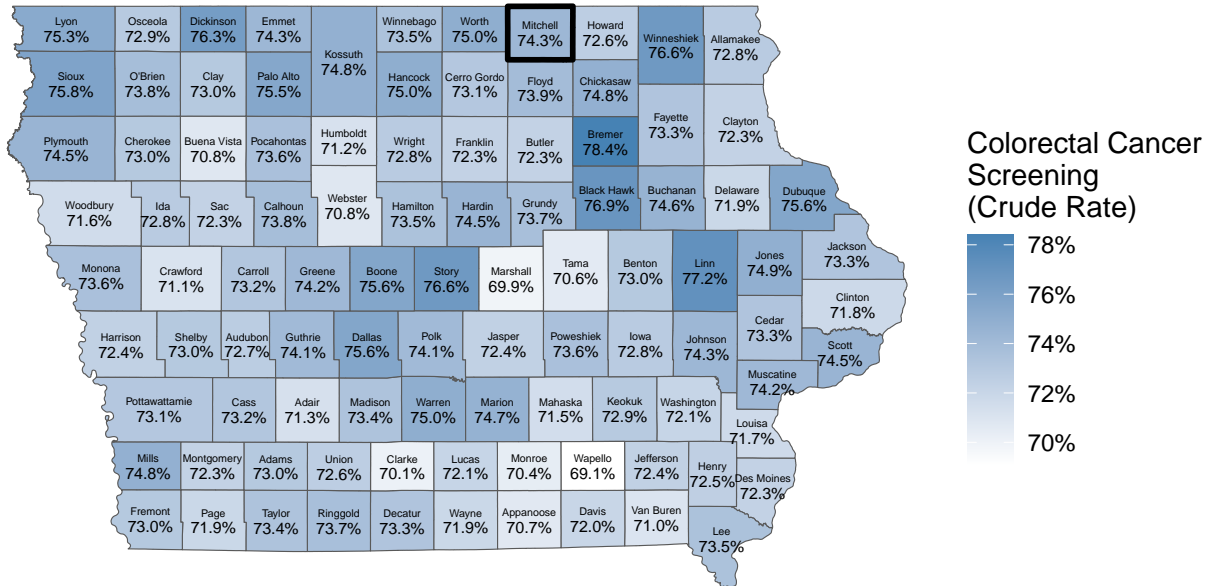 Lyon
75.3%
Osceola
72.9%
Dickinson
76.3%
Emmet
74.3%
Kossuth
74.8%
Winnebago
73.5%
Worth
75.0%
Mitchell
74.3%
Howard
72.6%
Winneshiek
76.6%
Allamakee
72.8%
Sioux
75.8%
O'Brien
73.8%
Clay
73.0%
Palo Alto
75.5%
Hancock
75.0%
Cerro Gordo
73.1%
Floyd
73.9%
Chickasaw
74.8%
Fayette
73.3%
Clayton
72.3%
Plymouth
74.5%
Cherokee
73.0%
Buena Vista
70.8%
Pocahontas
73.6%
Humboldt
71.2%
Wright
72.8%
Franklin
72.3%
Butler
72.3%
Bremer
78.4%
Woodbury
71.6%
Ida
72.8%
Sac
72.3%
Calhoun
73.8%
Webster
70.8%
Hamilton
73.5%
Hardin
74.5%
Grundy
73.7%
Black Hawk
76.9%
Buchanan
74.6%
Delaware
71.9%
Dubuque
75.6%
Monona
73.6%
Crawford
71.1%
Carroll
73.2%
Greene
74.2%
Boone
75.6%
Story
76.6%
Marshall
69.9%
Tama
70.6%
Benton
73.0%
Linn
77.2%
Jones
74.9%
Jackson
73.3%
Clinton
71.8%
Harrison
72.4%
Shelby
73.0%
Audubon
72.7%
Guthrie
74.1%
Dallas
75.6%
Polk
74.1%
Jasper
72.4%
Poweshiek
73.6%
Iowa
72.8%
Johnson
74.3%
Cedar
73.3%
Scott
74.5%
Muscatine
74.2%
Pottawattamie
73.1%
Cass
73.2%
Adair
71.3%
Madison
73.4%
Warren
75.0%
Marion
74.7%
Mahaska
71.5%
Keokuk
72.9%
Washington
72.1%
Louisa
71.7%
Mills
74.8%
Montgomery
72.3%
Adams
73.0%
Union
72.6%
Clarke
70.1%
Lucas
72.1%
Monroe
70.4%
Wapello
69.1%
Jefferson
72.4%
Henry
72.5%
Des Moines
72.3%
Fremont
73.0%
Page
71.9%
Taylor
73.4%
Ringgold
73.7%
Decatur
73.3%
Wayne
71.9%
Appanoose
70.7%
Davis
72.0%
Van Buren
71.0%
Lee
73.5%
Colorectal Cancer
Screening
(Crude Rate)
78%
76%
74%
72%
70%